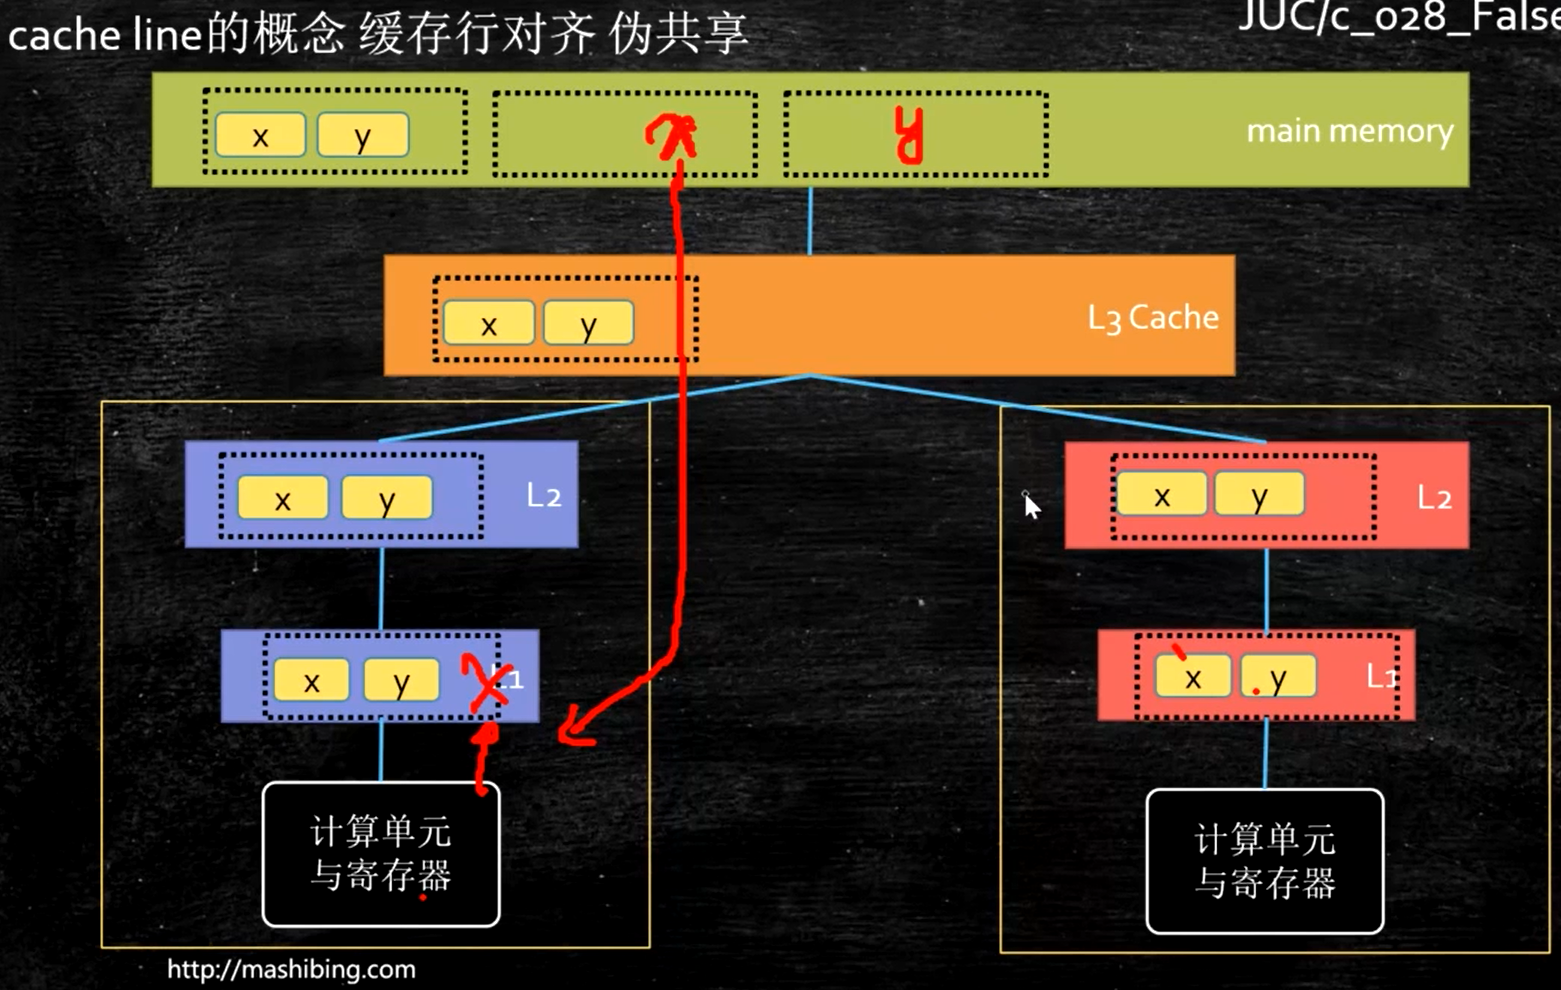 cache line的概念 缓存行对齐 伪共享
JUC/c_028_False
x y x y main memory
x y L3 Cache
x y L2
x y L2
x y x L1
x y L1
计算单元
与寄存器
计算单元
与寄存器
http://mashibing.com